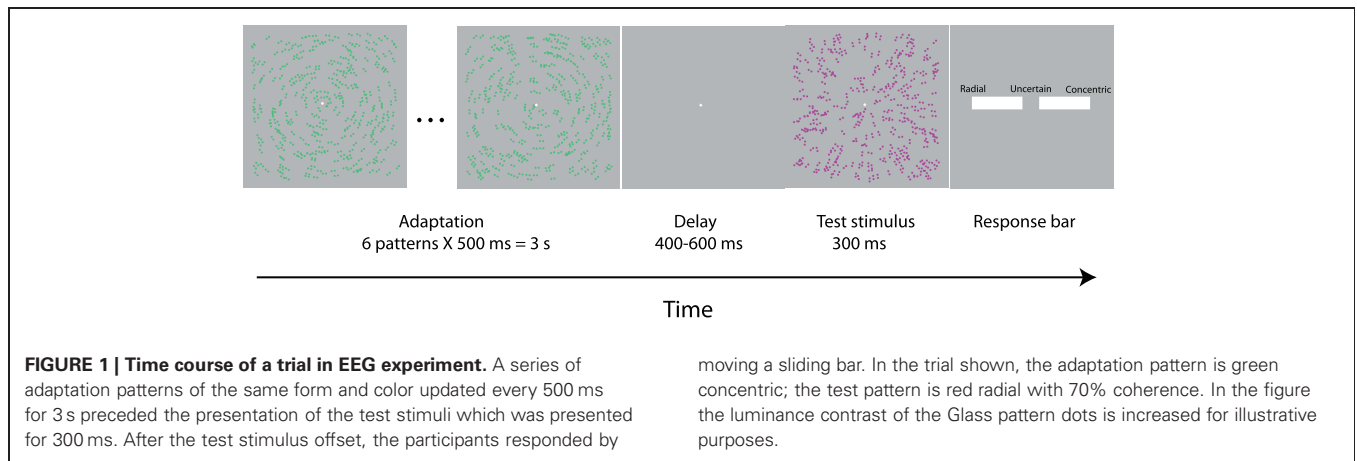 Radial Uncertain Concentric
Adaptation
6 patterns X 500 ms = 3 s
Delay
400-600 ms
Test stimulus
300 ms
Response bar
Time
FIGURE 1 | Time course of a trial in EEG experiment. A series of
adaptation patterns of the same form and color updated every 500 ms
for 3 s preceded the presentation of the test stimuli which was presented
for 300 ms. After the test stimulus offset, the participants responded by
moving a sliding bar. In the trial shown, the adaptation pattern is green
concentric; the test pattern is red radial with 70% coherence. In the figure
the luminance contrast of the Glass pattern dots is increased for illustrative
purposes.